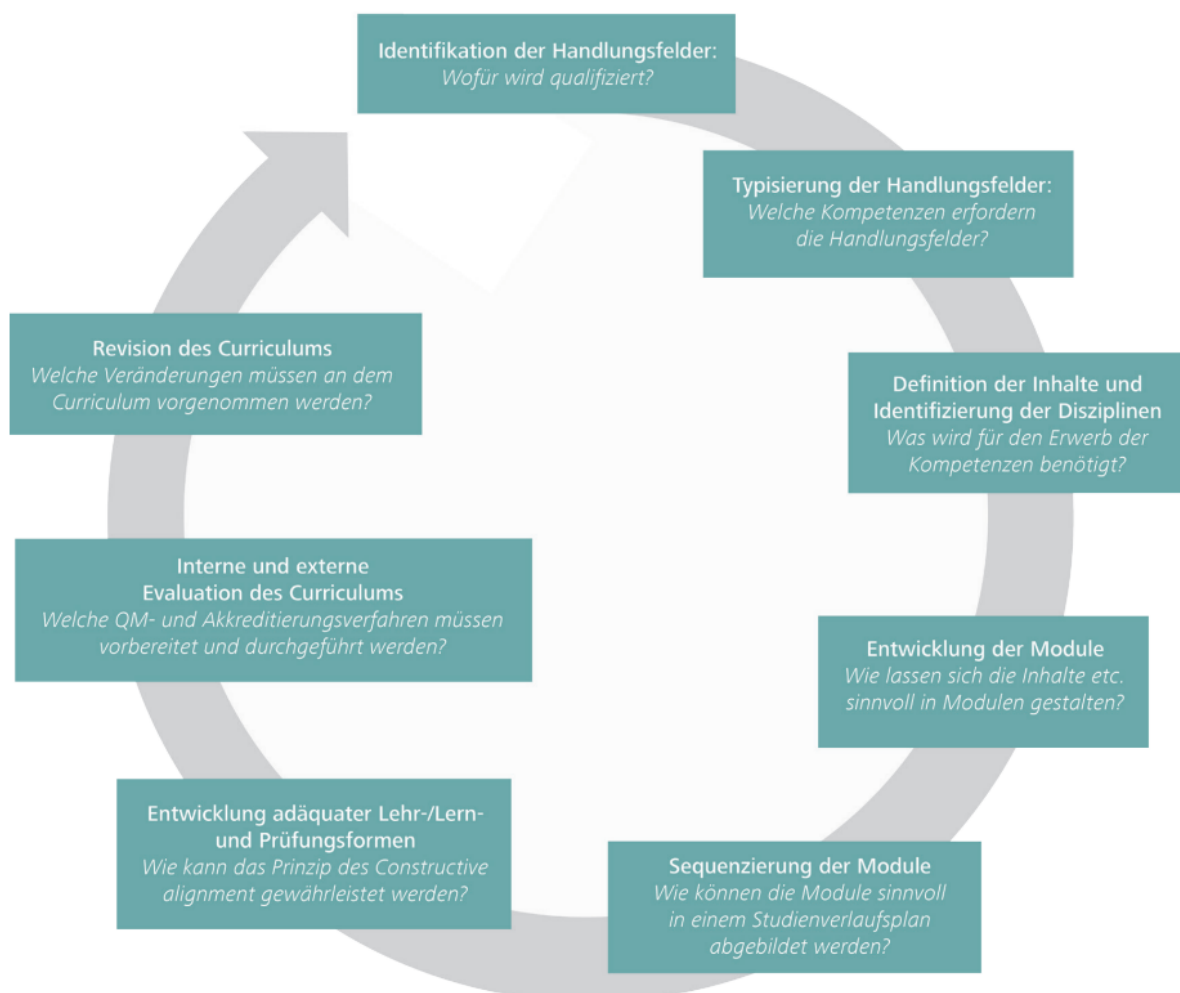 Identifikation der Handlungsfelder:
Wofür wird qualifiziert?
Typisierung der Handlungsfelder:
Welche Kompetenzen erfordern
die Handlungsfelder?
Definition der Inhalte und
Identifizierung der Disziplinen
Was wird für den Erwerb der
Kompetenzen benötigt?
Entwicklung der Module
Wie lassen sich die Inhalte etc.
sinnvoll in Modulen gestalten?
Sequenzierung der Module
Wie können die Module sinnvoll
in einem Studienverlaufsplan
abgebildet werden?
Entwicklung adäquater Lehr-/Lern-
und Prüfungsformen
Wie kann das Prinzip des Constructive
alignment gewährleistet werden?
Interne und externe
Evaluation des Curriculums
Welche QM- und Akkreditierungsverfahren müssen
vorbereitet und durchgeführt werden?
Revision des Curriculums
Welche Veränderungen müssen an dem
Curriculum vorgenommen werden?